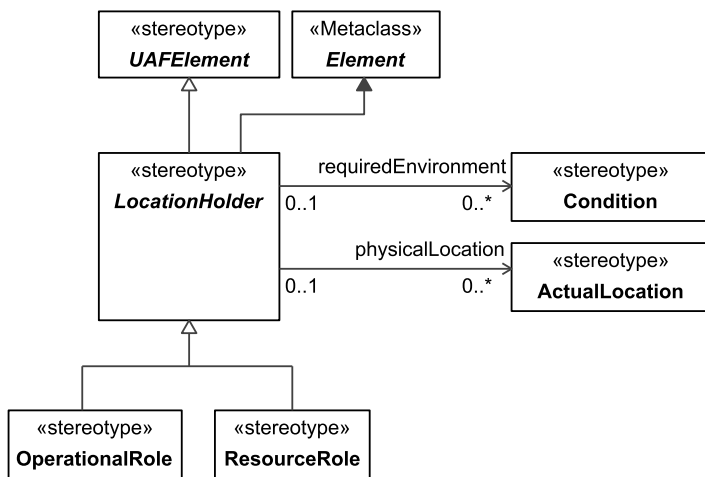 «stereotype»
UAFElement
«Metaclass»
Element
«stereotype»
LocationHolder
requiredEnvironment
0..1
0..*
«stereotype»
Condition
physicalLocation
0..1
0..*
«stereotype»
ActualLocation
«stereotype»
OperationalRole
«stereotype»
ResourceRole